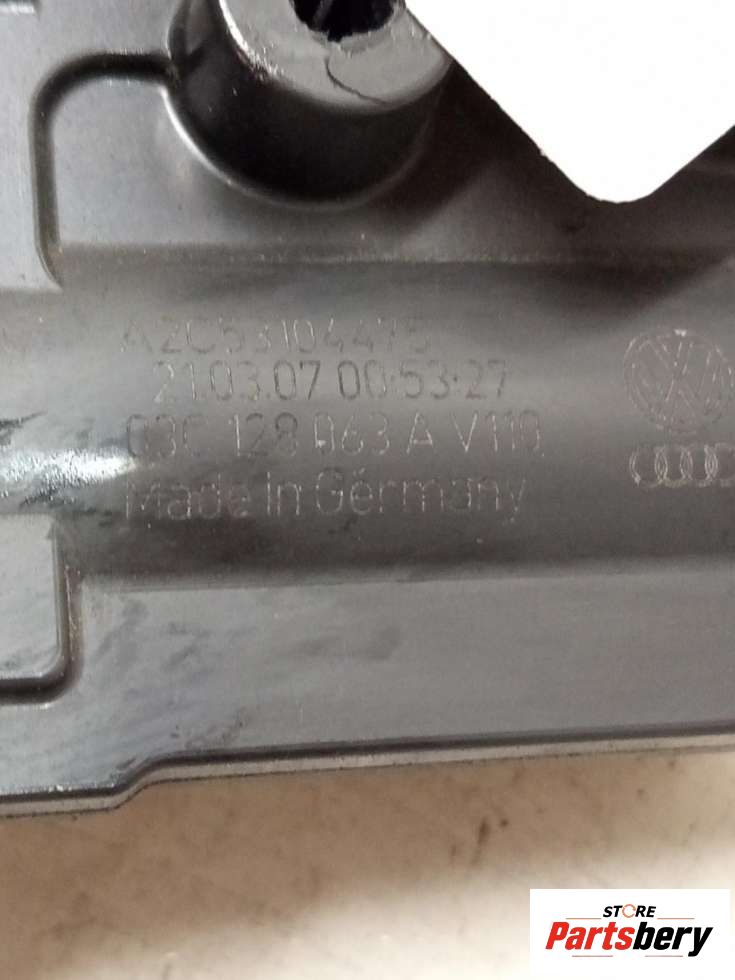 A2C53104475
21.03.07 00:53:27
03C 128 063 A V110
Made in Germany
STORE
Partsbery